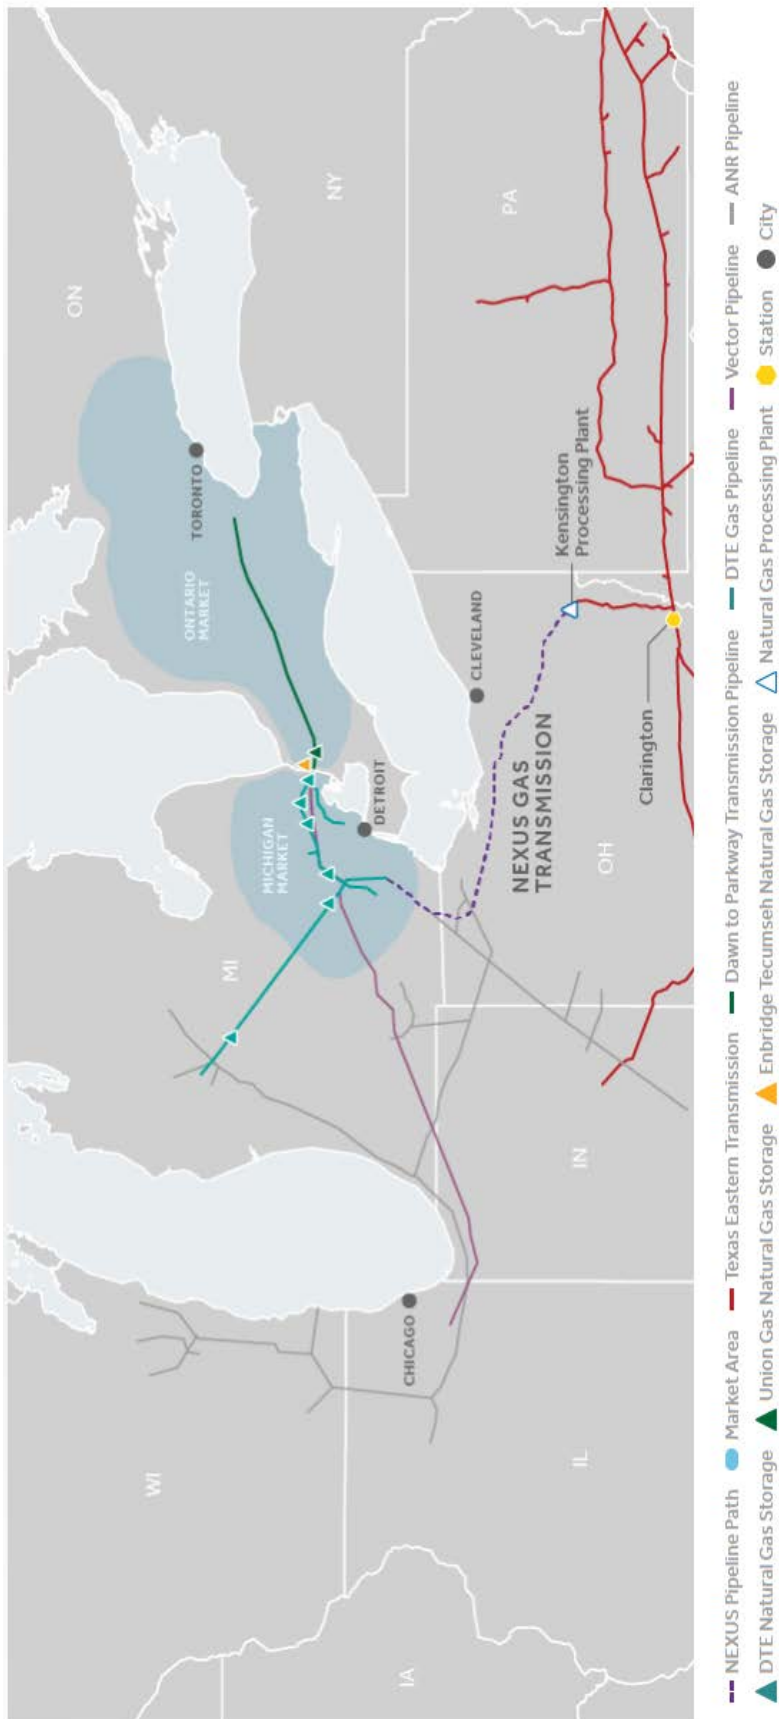 WI
IA
IL
CHICAGO
MI
IN
MICHIGAN
MARKET
DETROIT
NEXUS GAS
TRANSMISSION
OH
Clarington
CLEVELAND
Kensington
Processing Plant
ONTARIO
MARKET
TORONTO
ON
NY
PA
NEXUS Pipeline Path Market Area Texas Eastern Transmission Dawn to Parkway Transmission Pipeline DTE Gas Pipeline Vector Pipeline ANR Pipeline
DTE Natural Gas Storage Union Gas Natural Gas Storage Enbridge Tecumseh Natural Gas Storage Natural Gas Processing Plant Station City